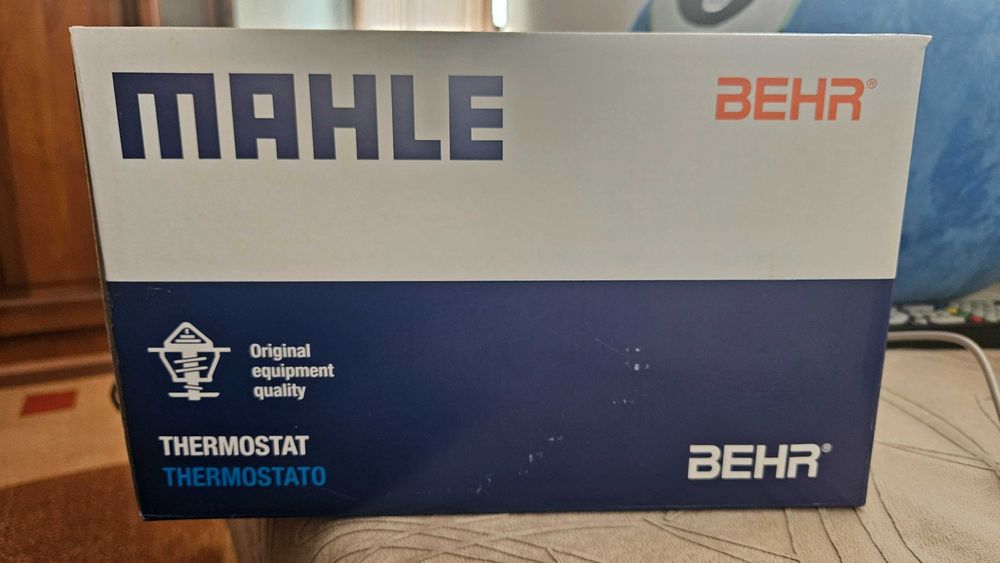 MAHLE
BEHR®
Original
equipment
quality
THERMOSTAT
THERMOSTATO
BEHR®